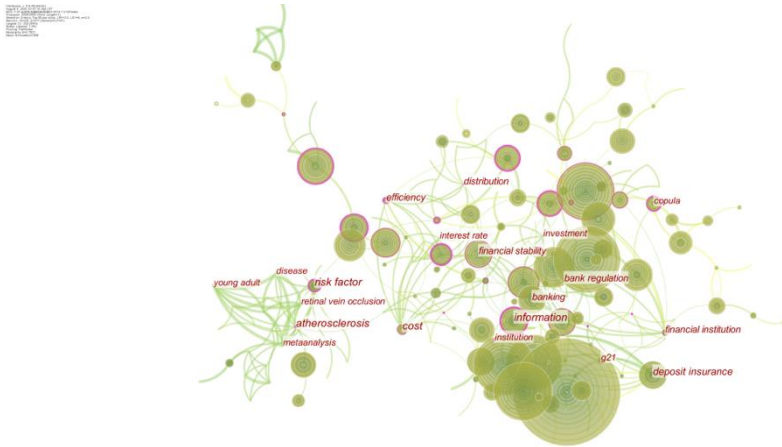 distribution
efficiency
copula
interest rate
investment
financial stability
disease
young adult
risk factor
bank regulation
retinal vein occlusion
banking
information
atherosclerosis
cost
financial institution
institution
metaanalysis
g21
deposit insurance